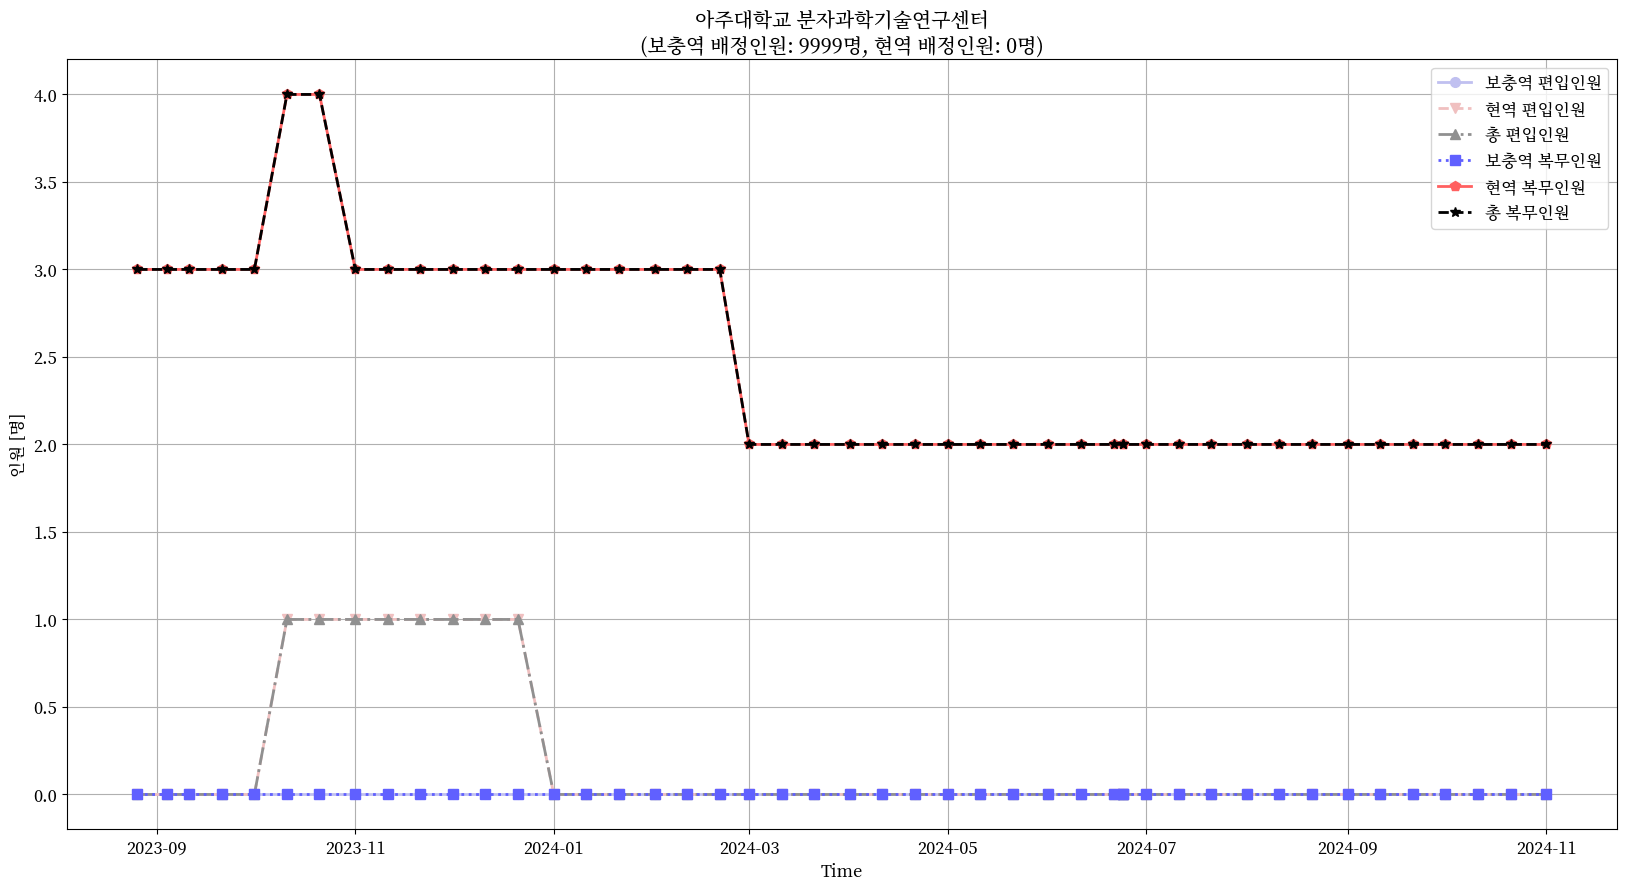 아주대학교 분자과학기술연구센터
(보충역 배정인원: 9999명, 현역 배정인원: 0명)
보충역 편입인원
현역 편입인원
총 편입인원
보충역 복무인원
현역 복무인원
총 복무인원
인원 [명]
4.0
3.5
3.0
2.5
2.0
1.5
1.0
0.5
0.0
2023-09
2023-11
2024-01
2024-03
2024-05
2024-07
2024-09
2024-11
Time